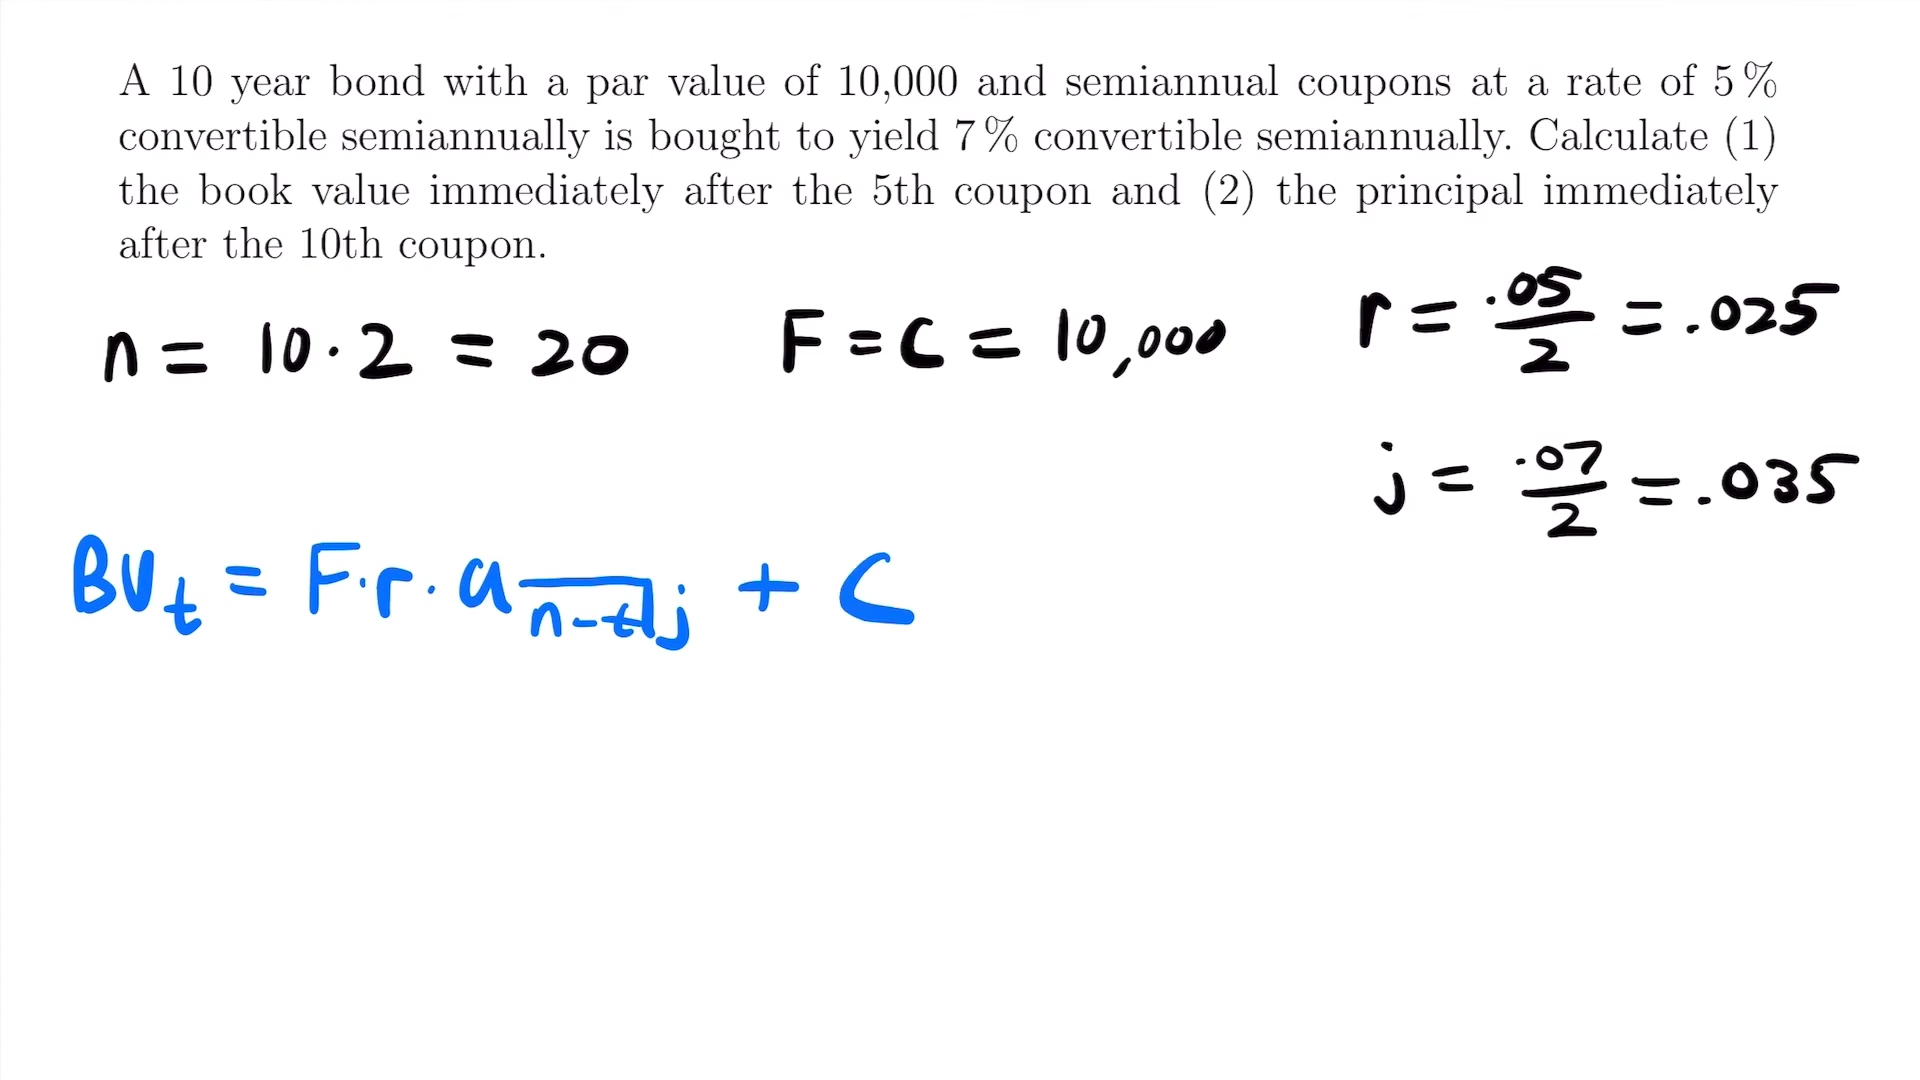 A 10 year bond with a par value of 10,000 and semiannual coupons at a rate of 5 %
convertible semiannually is bought to yield 7 % convertible semiannually. Calculate (1)
the book value immediately after the 5th coupon and (2) the principal immediately
after the 10th coupon.
n = 10 · 2 = 20 F = C = 10,000 r = .05/2 = .025
j = .07/2 = .035
BV_t = F·r·a_{\overline{n-t|}j} + C